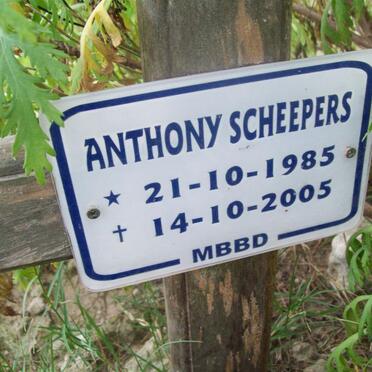 ANTHONY SCHEEPERS
★ 21-10-1985
† 14-10-2005
MBBD